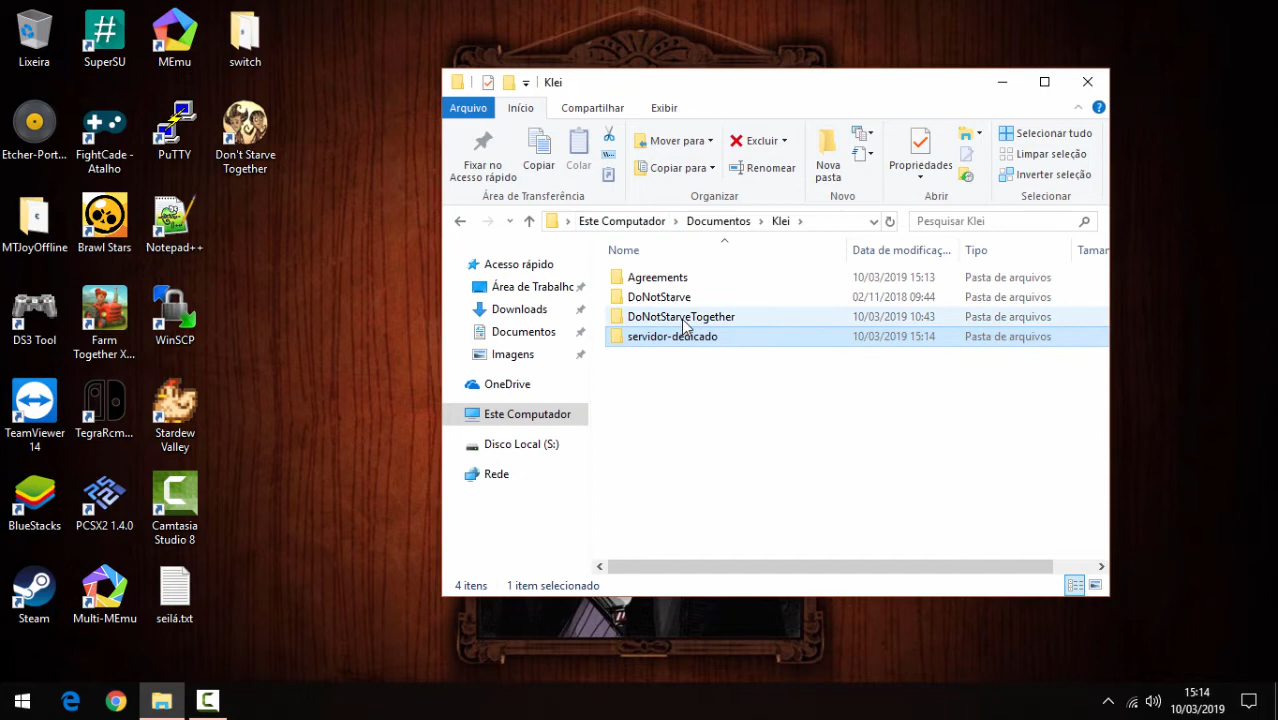 Lixeira
SuperSU
MEmu
switch
Etcher-Port...
FightCade -
Atalho
PuTTY
Don't Starve
Together
MTJoyOffline
Brawl Stars
Notepad++
DS3 Tool
Farm
Together X...
WinSCP
TeamViewer
14
TegraRcm...
Stardew
Valley
BlueStacks
PCSX2 1.4.0
Camtasia
Studio 8
Steam
Multi-MEmu
seilá.txt
Klei
Arquivo
Início
Compartilhar
Exibir
Fixar no
Acesso rápido
Copiar
Colar
Área de Transferência
Mover para
Copiar para
Excluir
Renomear
Organizar
Nova
pasta
Novo
Propriedades
Abrir
Selecionar tudo
Limpar seleção
Inverter seleção
Selecionar
Este Computador
Documentos
Klei
Pesquisar Klei
Nome
Data de modificaç...
Tipo
Tamar
Acesso rápido
Área de Trabalhc
Downloads
Documentos
Imagens
OneDrive
Este Computador
Disco Local (S:)
Rede
Agreements 10/03/2019 15:13 Pasta de arquivos
DoNotStarve 02/11/2018 09:44 Pasta de arquivos
DoNotStarveTogether 10/03/2019 10:43 Pasta de arquivos
servidor-dedicado 10/03/2019 15:14 Pasta de arquivos
4 itens
1 item selecionado
15:14
10/03/2019